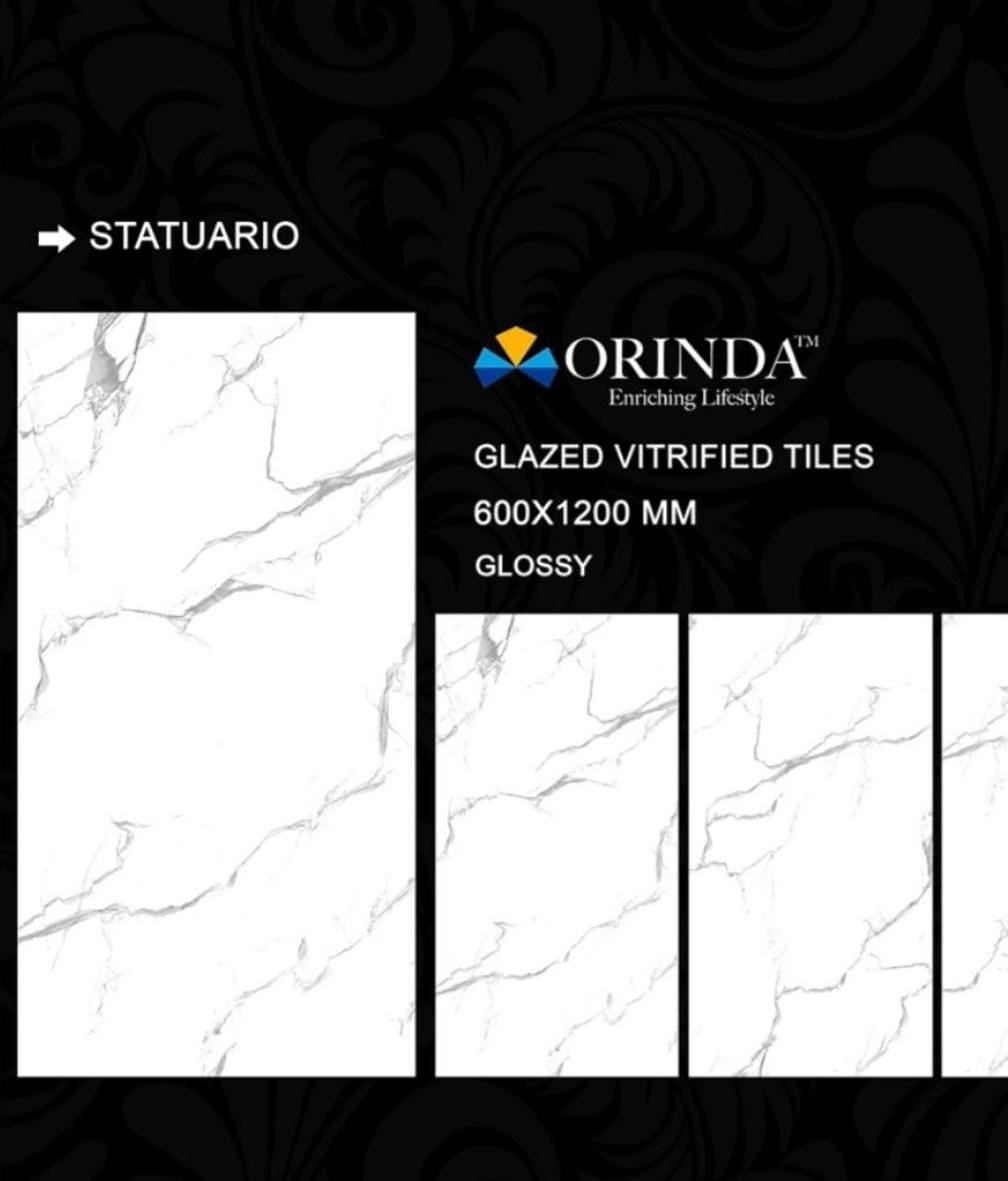 STATUARIO
ORINDA™
Enriching Lifestyle
GLAZED VITRIFIED TILES
600X1200 MM
GLOSSY